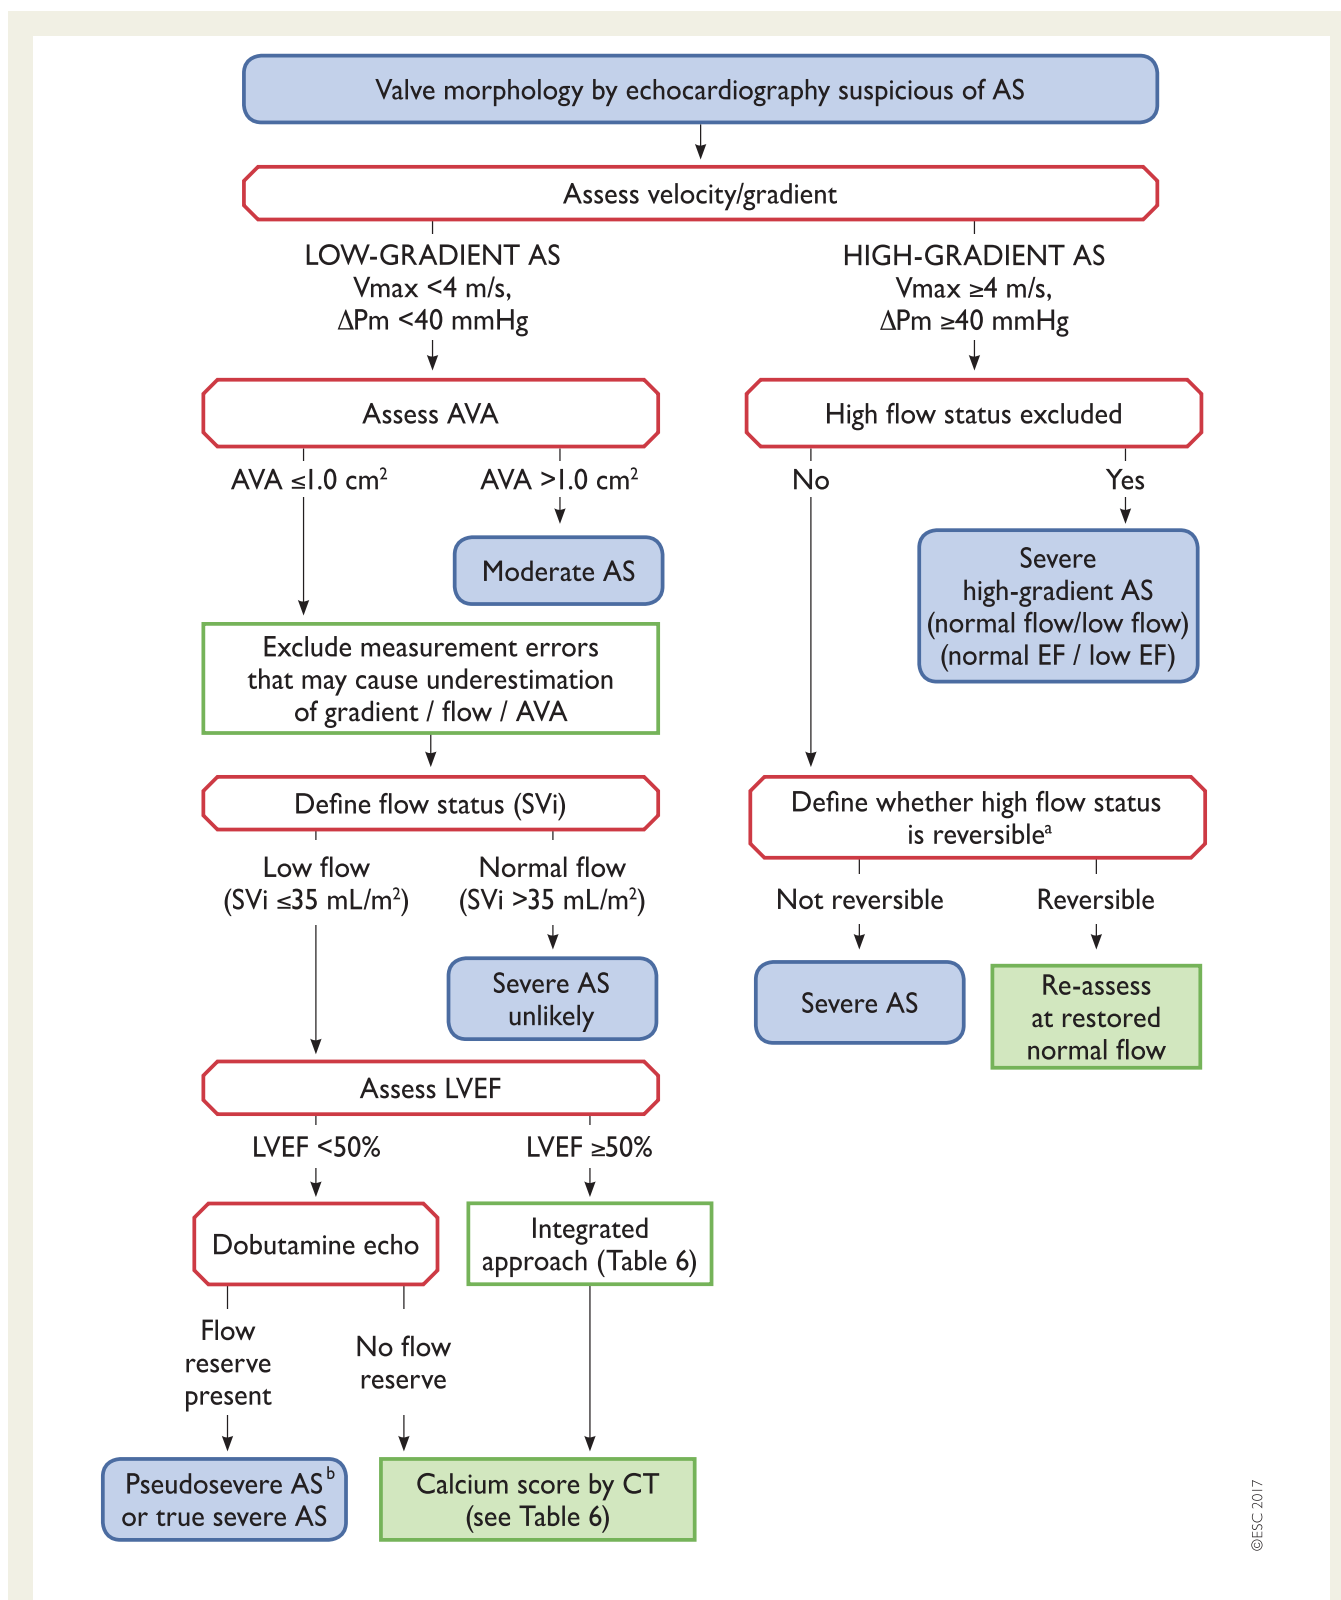 Valve morphology by echocardiography suspicious of AS
Assess velocity/gradient
LOW-GRADIENT AS
Vmax <4 m/s,
ΔPm <40 mmHg
HIGH-GRADIENT AS
Vmax ≥4 m/s,
ΔPm ≥40 mmHg
Assess AVA
High flow status excluded
AVA ≤1.0 cm²
AVA >1.0 cm²
No
Yes
Moderate AS
Severe
high-gradient AS
(normal flow/low flow)
(normal EF / low EF)
Exclude measurement errors
that may cause underestimation
of gradient / flow / AVA
Define flow status (SVi)
Define whether high flow status
is reversibleᵃ
Low flow
(SVi ≤35 mL/m²)
Normal flow
(SVi >35 mL/m²)
Not reversible
Reversible
Severe AS
unlikely
Severe AS
Re-assess
at restored
normal flow
Assess LVEF
LVEF <50%
LVEF ≥50%
Dobutamine echo
Integrated
approach (Table 6)
Flow
reserve
present
No flow
reserve
Pseudosevere ASᵇ
or true severe AS
Calcium score by CT
(see Table 6)
©ESC 2017